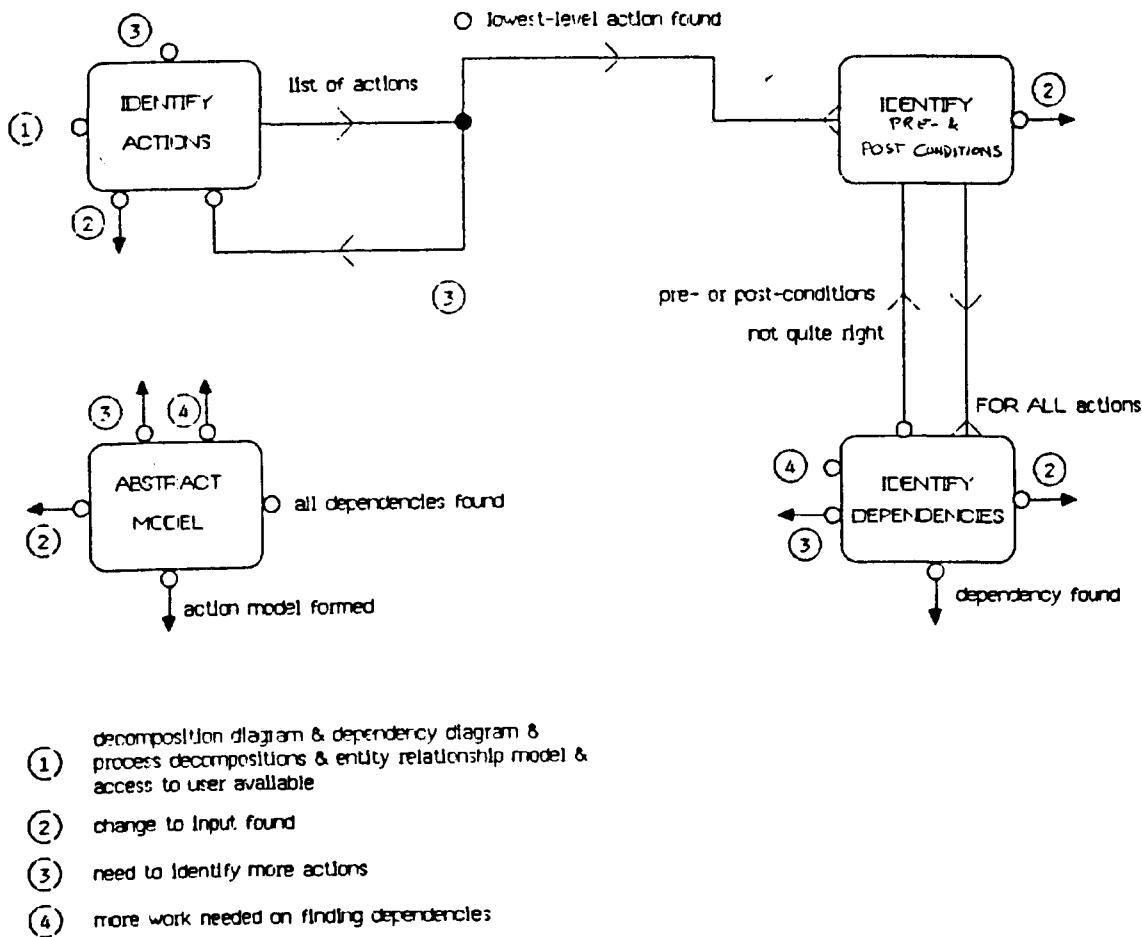 lowest-level action found
3
list of actions
1
IDENTIFY
ACTIONS
2
3
IDENTIFY
PRE- &
POST CONDITIONS
2
pre- or post-conditions
not quite right
FOR ALL actions
3
4
ABSTRACT
MODEL
all dependencies found
2
action model formed
4
IDENTIFY
DEPENDENCIES
2
3
dependency found
decomposition diagram & dependency diagram &
1 process decompositions & entity relationship model &
access to user available
2 change to input found
3 need to identify more actions
4 more work needed on finding dependencies